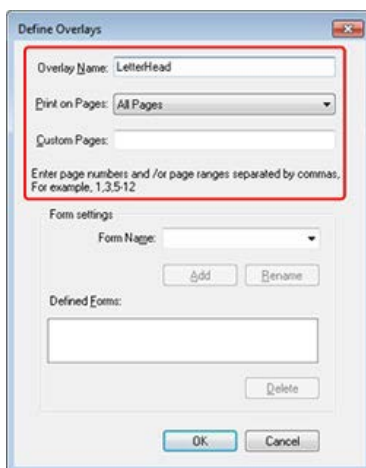 Define Overlays
Overlay Name: LetterHead
Print on Pages: All Pages
Custom Pages:
Enter page numbers and /or page ranges separated by commas,
For example, 1,3,5-12
Form settings
Form Name:
Add Rename
Defined Forms:
Delete
OK Cancel